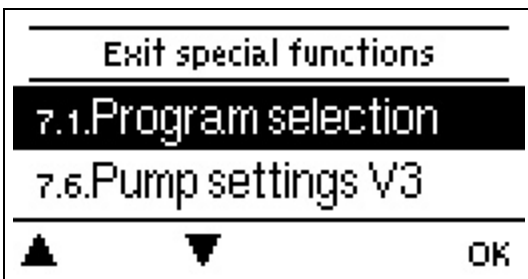 Exit special functions
7.1.Program selection
7.6.Pump settings V3
▲ ▼ OK